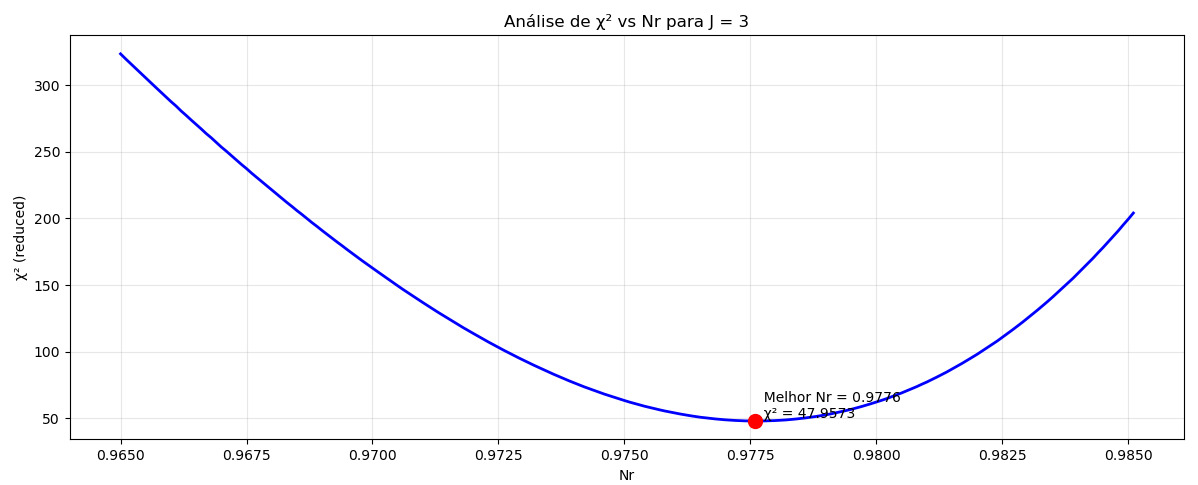 Análise de χ² vs Nr para J = 3
χ² (reduced)
300
250
200
150
100
50
Melhor Nr = 0.9776
χ² = 47.9573
0.9650 0.9675 0.9700 0.9725 0.9750 0.9775 0.9800 0.9825 0.9850
Nr